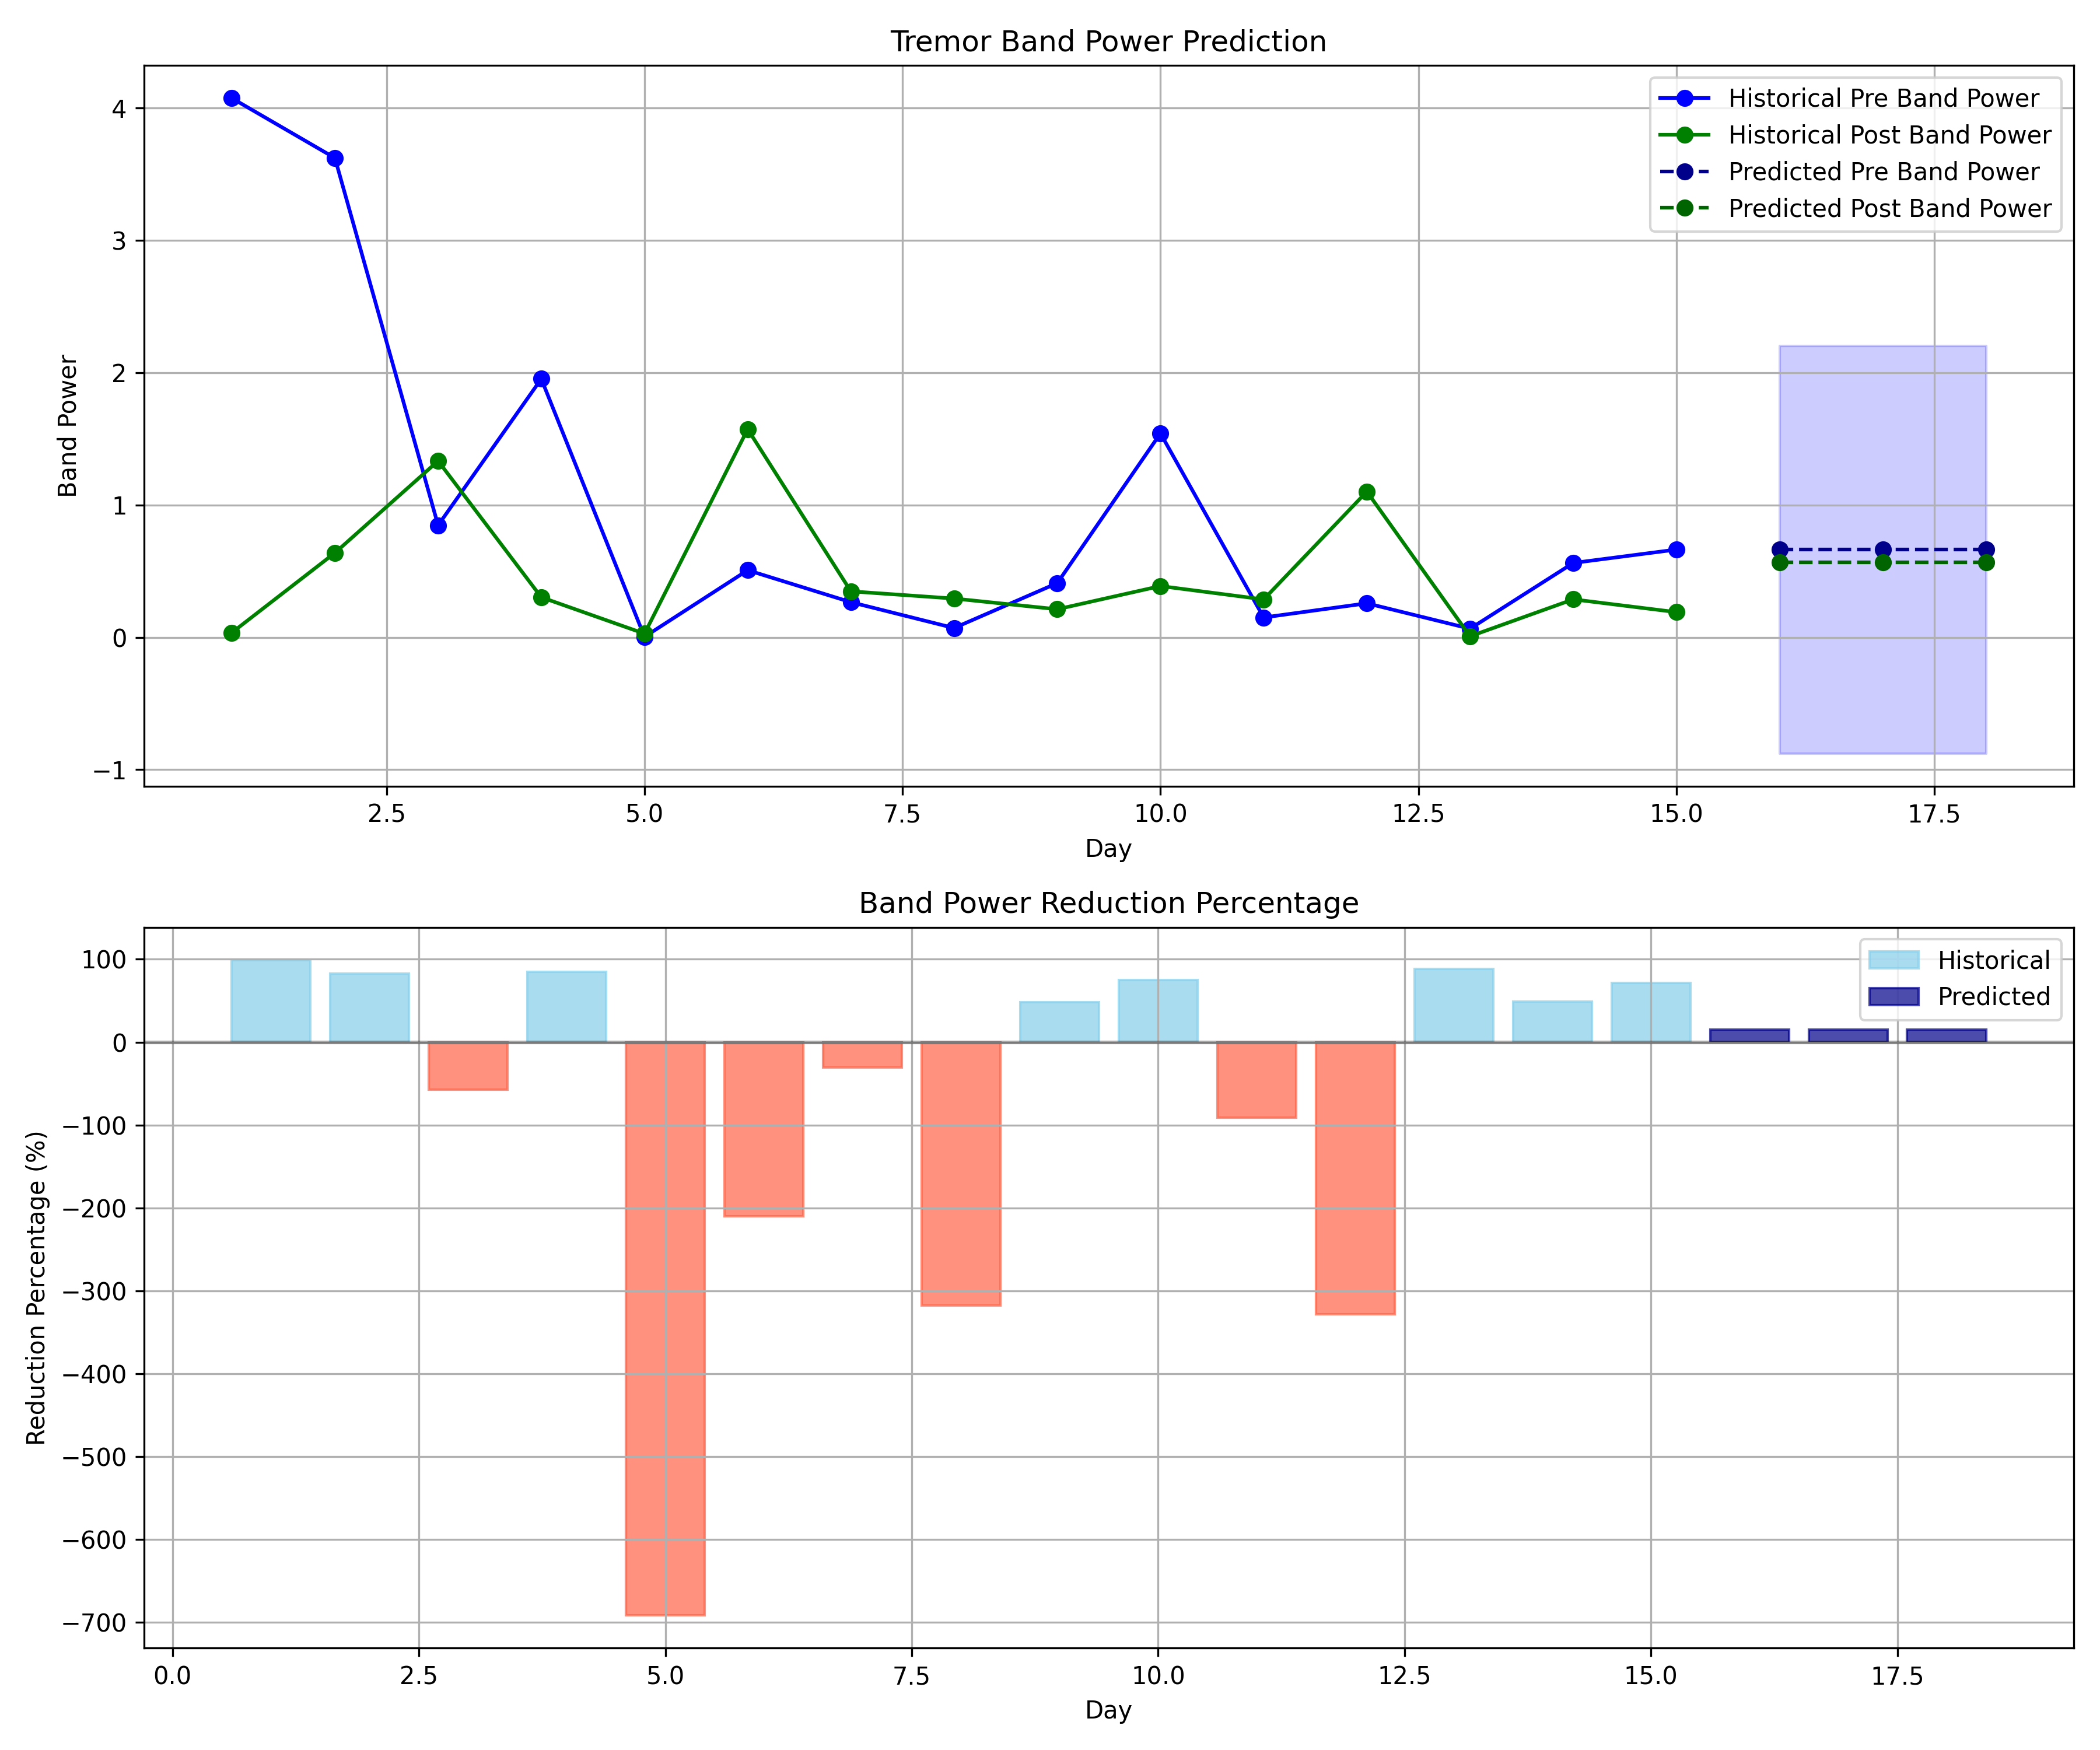 Tremor Band Power Prediction
Historical Pre Band Power
Historical Post Band Power
Predicted Pre Band Power
Predicted Post Band Power
Band Power
4
3
2
1
0
−1
2.5 5.0 7.5 10.0 12.5 15.0 17.5
Day
Band Power Reduction Percentage
Historical
Predicted
Reduction Percentage (%)
100
0
−100
−200
−300
−400
−500
−600
−700
0.0 2.5 5.0 7.5 10.0 12.5 15.0 17.5
Day